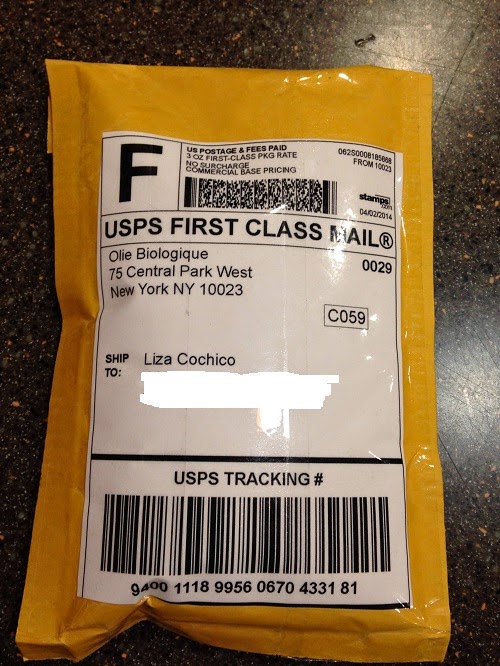 F
US POSTAGE & FEES PAID
3 OZ FIRST-CLASS PKG RATE
NO SURCHARGE
COMMERCIAL BASE PRICING
062S0008185868
FROM 10023
stamps
.com
04/02/2014
USPS FIRST CLASS MAIL®
Olie Biologique
75 Central Park West
New York NY 10023
0029
C059
SHIP TO: Liza Cochico
USPS TRACKING #
9400 1118 9956 0670 4331 81